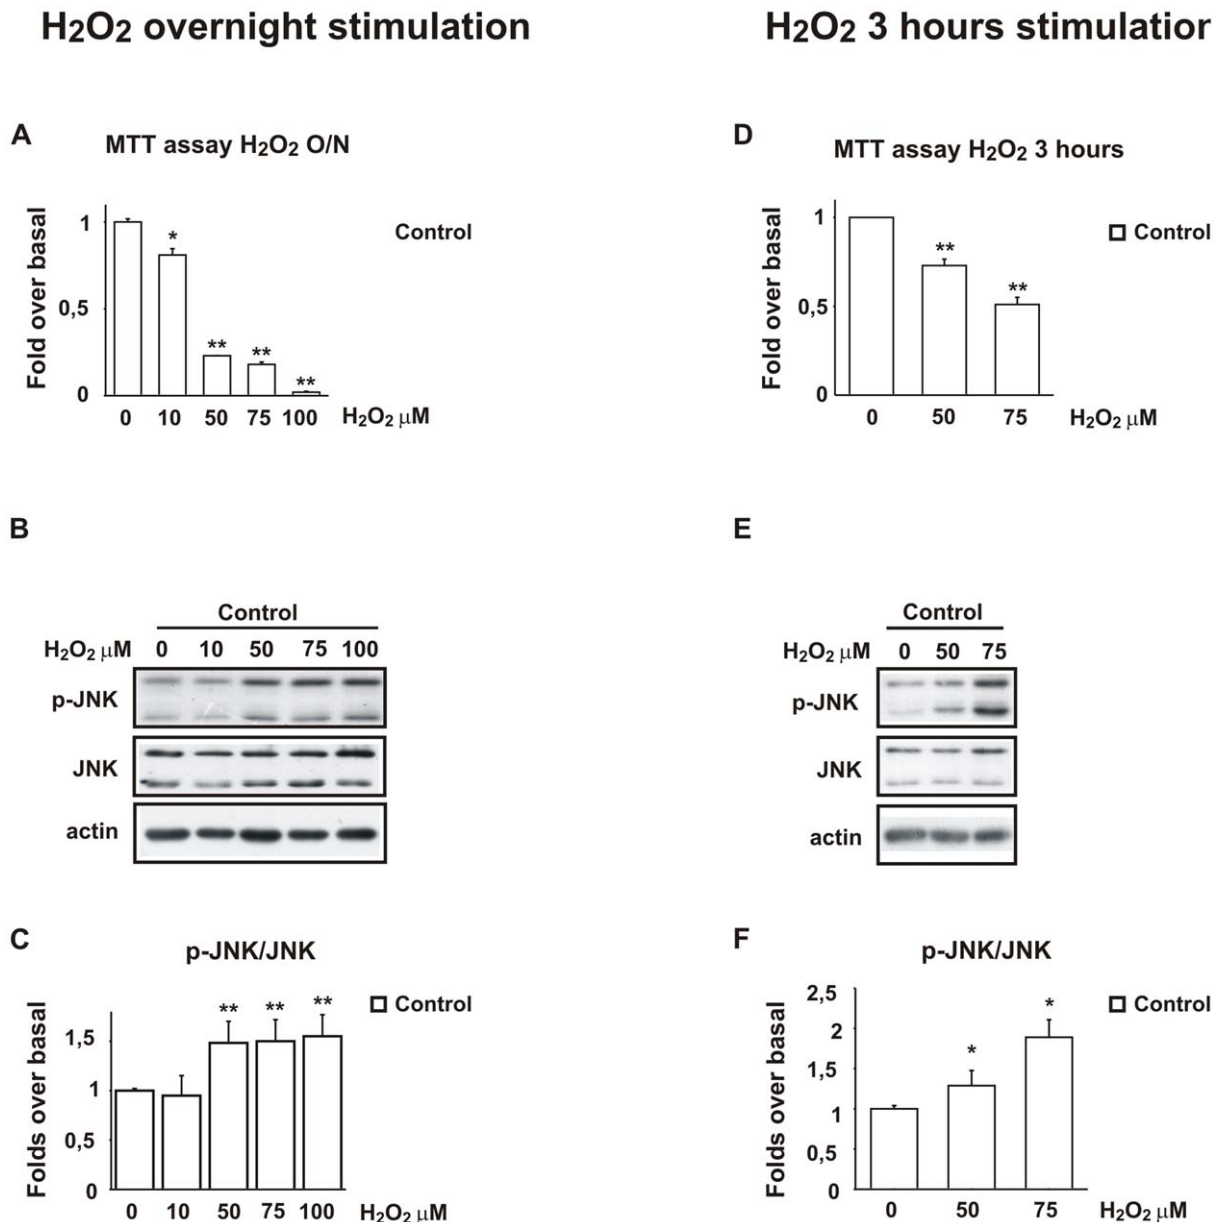 H2O2 overnight stimulation
H2O2 3 hours stimulatior
A
MTT assay H2O2 O/N
Fold over basal
1
0,5
0
*
**
**
**
Control
0 10 50 75 100 H2O2 µM
D
MTT assay H2O2 3 hours
Fold over basal
1
0,5
0
**
**
Control
0 50 75 H2O2 µM
B
Control
H2O2 µM 0 10 50 75 100
p-JNK
JNK
actin
E
Control
H2O2 µM 0 50 75
p-JNK
JNK
actin
C
p-JNK/JNK
Folds over basal
1,5
1
0,5
0
** ** **
Control
0 10 50 75 100 H2O2 µM
F
p-JNK/JNK
Folds over basal
2,5
2
1,5
1
0,5
0
*
*
Control
0 50 75 H2O2 µM